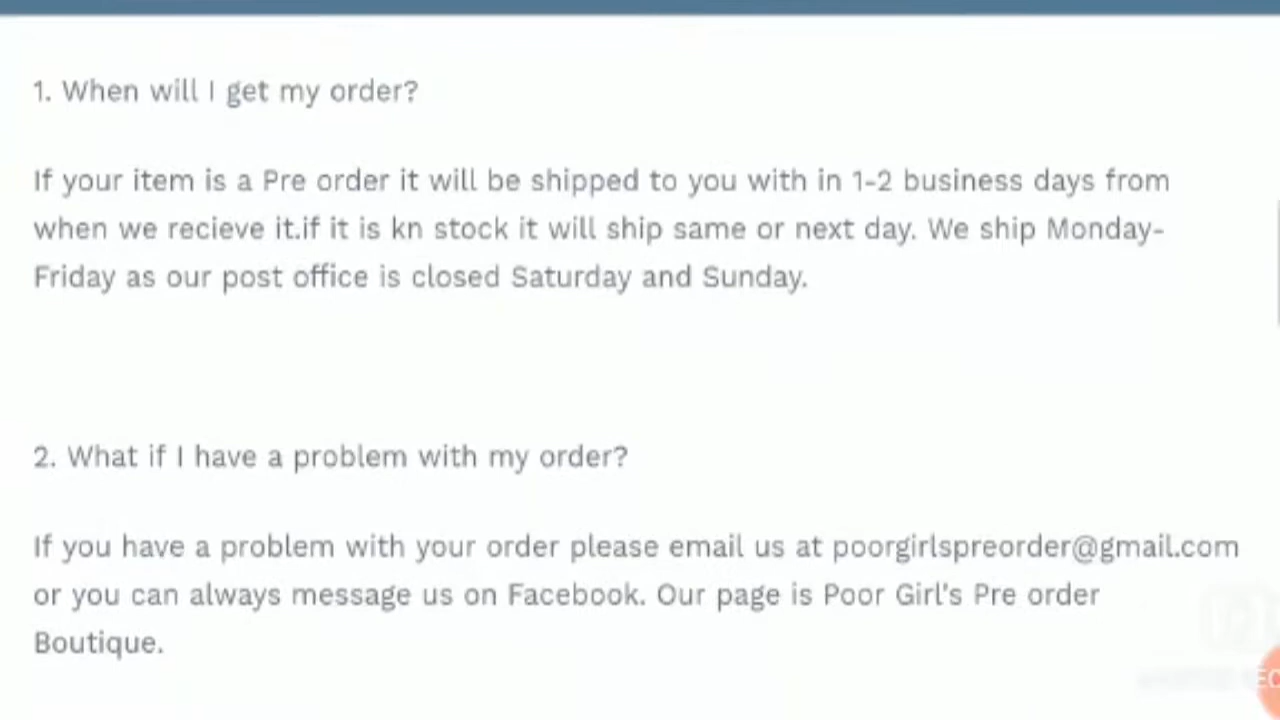 1. When will I get my order?
If your item is a Pre order it will be shipped to you with in 1-2 business days from
when we recieve it.if it is kn stock it will ship same or next day. We ship Monday-
Friday as our post office is closed Saturday and Sunday.
2. What if I have a problem with my order?
If you have a problem with your order please email us at poorgirlspreorder@gmail.com
or you can always message us on Facebook. Our page is Poor Girl's Pre order
Boutique.